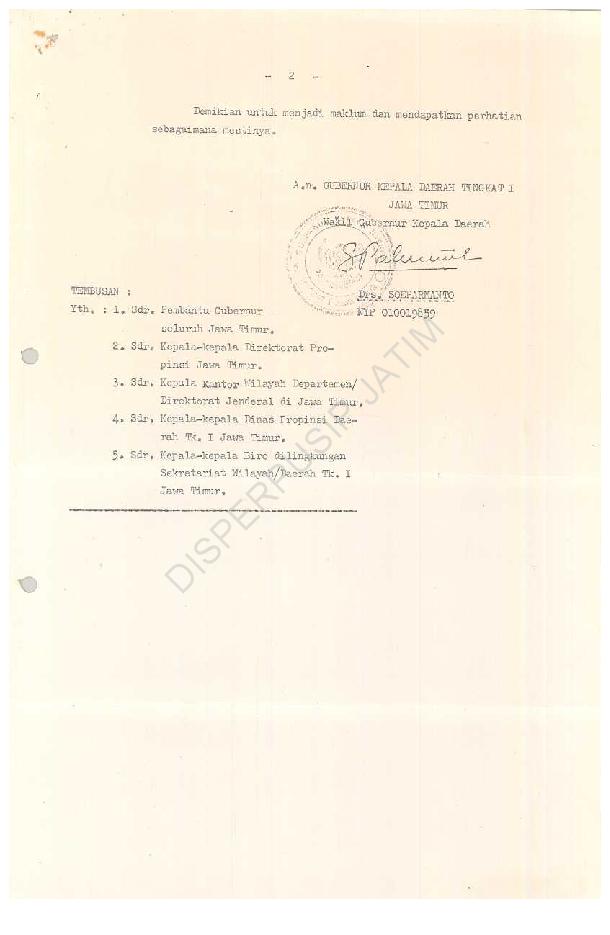 - 2 -
Demikian untuk menjadi maklum dan mendapatkan perhatian
sebagaimana mestinya.
A.n. GUBERNUR KEPALA DAERAH TINGKAT I
JAWA TIMUR
Wakil Gubernur Kepala Daerah
Drs. SOEPARMANTO
NIP 010019859
TEMBUSAN :
Yth. : 1. Sdr. Pembantu Gubernur
seluruh Jawa Timur.
2. Sdr. Kepala-kepala Direktorat Pro-
pinsi Jawa Timur.
3. Sdr. Kepala Kantor Wilayah Departemen/
Direktorat Jenderal di Jawa Timur.
4. Sdr. Kepala-kepala Dinas Propinsi Dae-
rah Tk. I Jawa Timur.
5. Sdr. Kepala-kepala Biro dilingkungan
Sekretariat Wilayah/Daerah Tk. I
Jawa Timur.
DISPERPUSIP JATIM